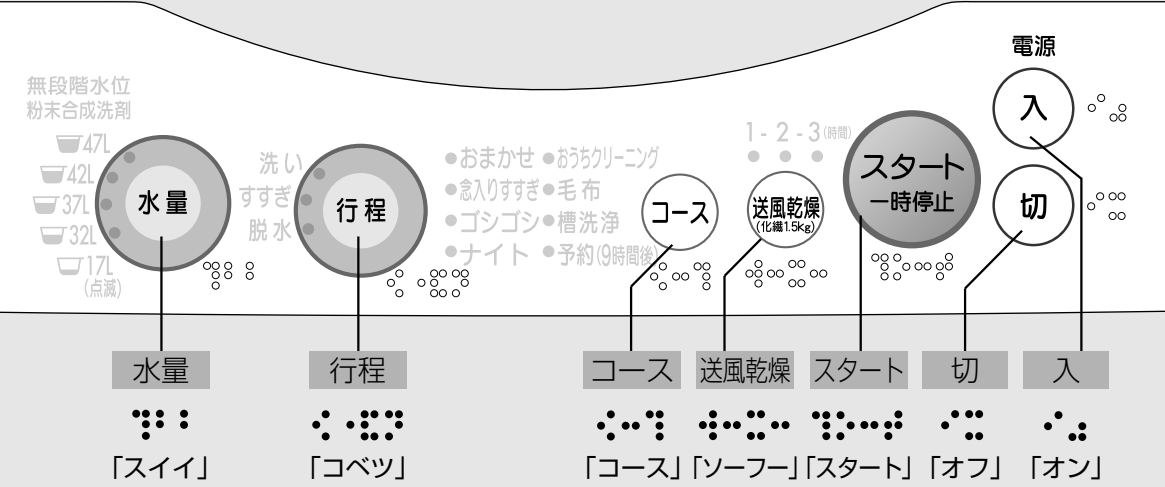 電源
無段階水位
粉末合成洗剤
47L
42L
37L
32L
17L
(点滅)
水量
洗い
すすぎ
脱水
行程
●おまかせ ●おうちクリーニング
●念入りすすぎ ●毛布
●ゴシゴシ ●槽洗浄
●ナイト ●予約(9時間後)
コース
1 - 2 - 3 (時間)
送風乾燥
(化繊1.5kg)
スタート
一時停止
入
切
水量 行程 コース 送風乾燥 スタート 切 入
「スイイ」 「コベツ」 「コース」 「ソーフー」 「スタート」 「オフ」 「オン」